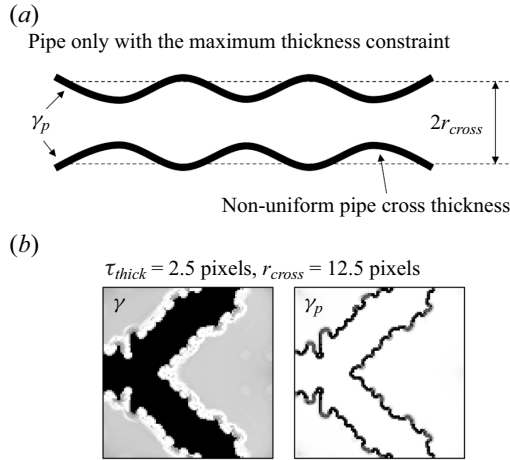 (a)
Pipe only with the maximum thickness constraint
γp
2rcross
Non-uniform pipe cross thickness
(b)
τthick = 2.5 pixels, rcross = 12.5 pixels
γ
γp